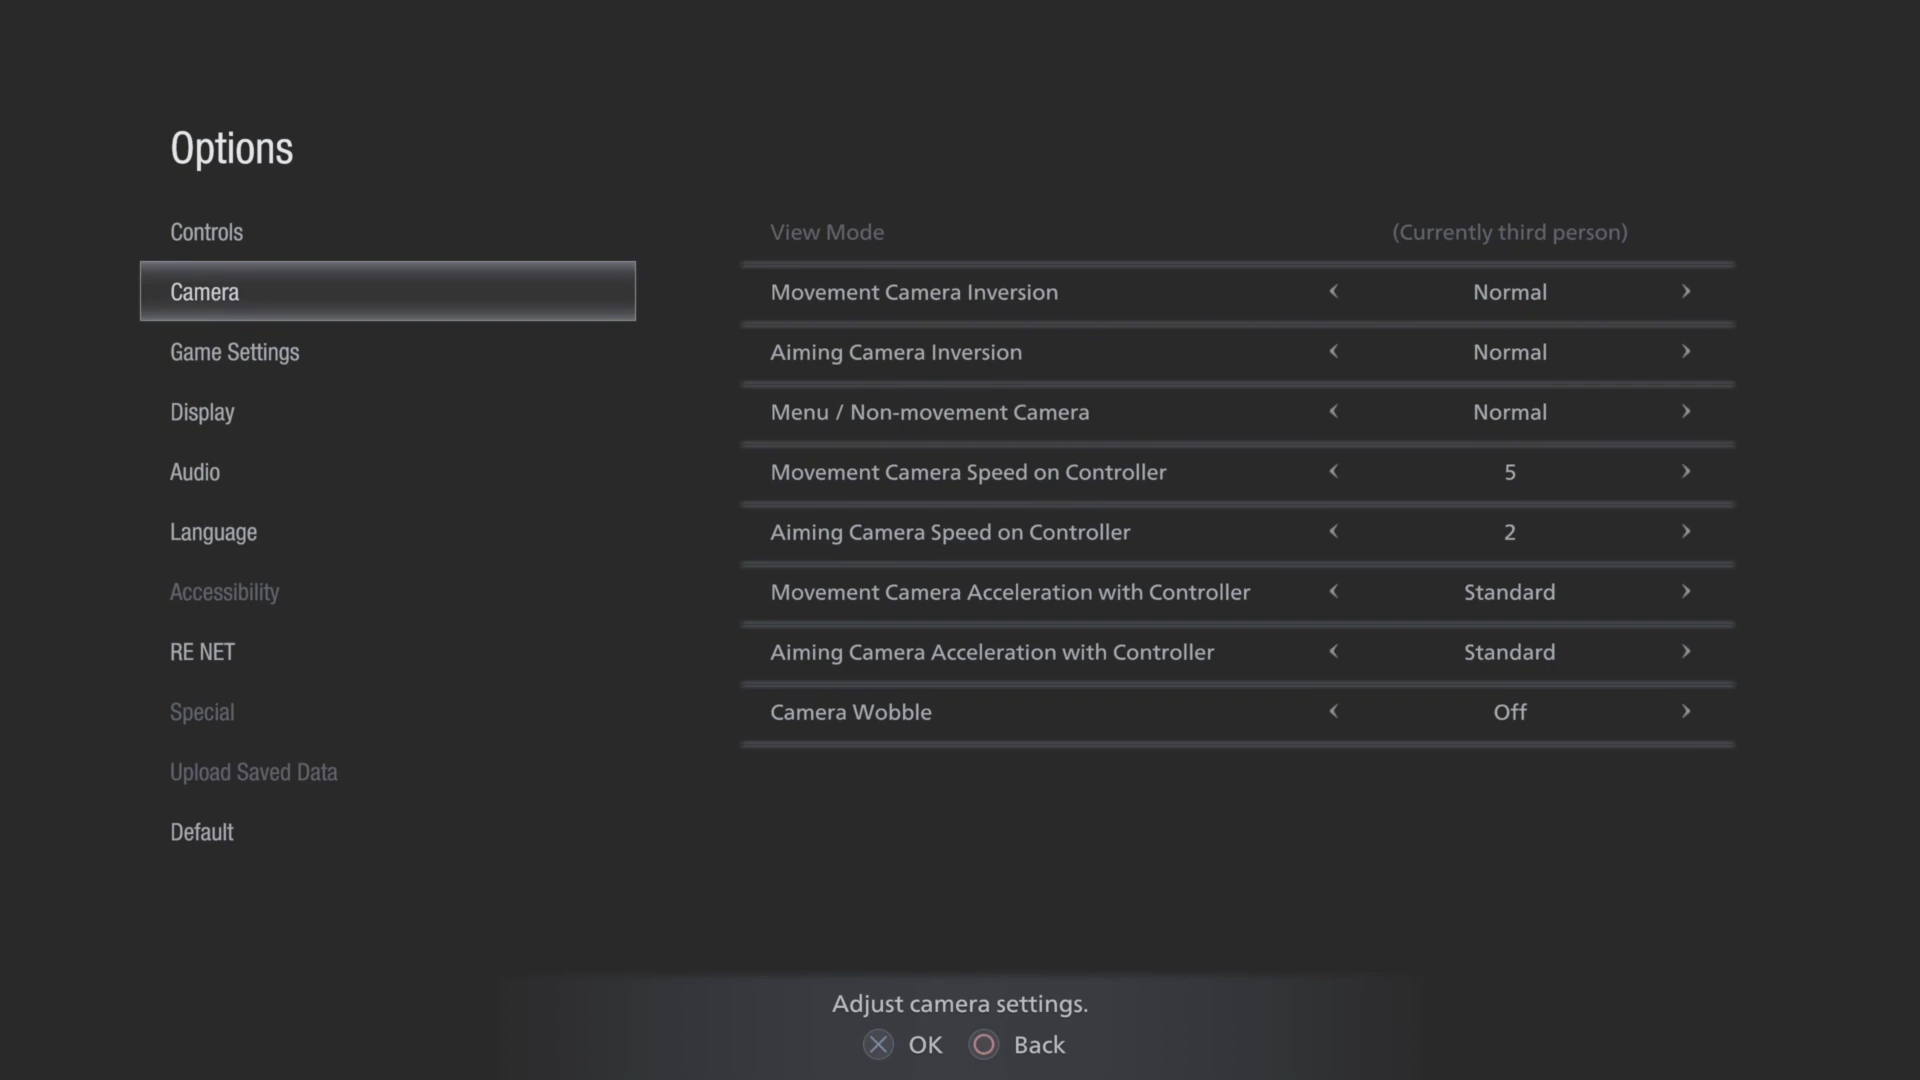 Options
Controls
Camera
Game Settings
Display
Audio
Language
Accessibility
RE NET
Special
Upload Saved Data
Default
View Mode (Currently third person)
Movement Camera Inversion Normal
Aiming Camera Inversion Normal
Menu / Non-movement Camera Normal
Movement Camera Speed on Controller 5
Aiming Camera Speed on Controller 2
Movement Camera Acceleration with Controller Standard
Aiming Camera Acceleration with Controller Standard
Camera Wobble Off
Adjust camera settings.
OK Back